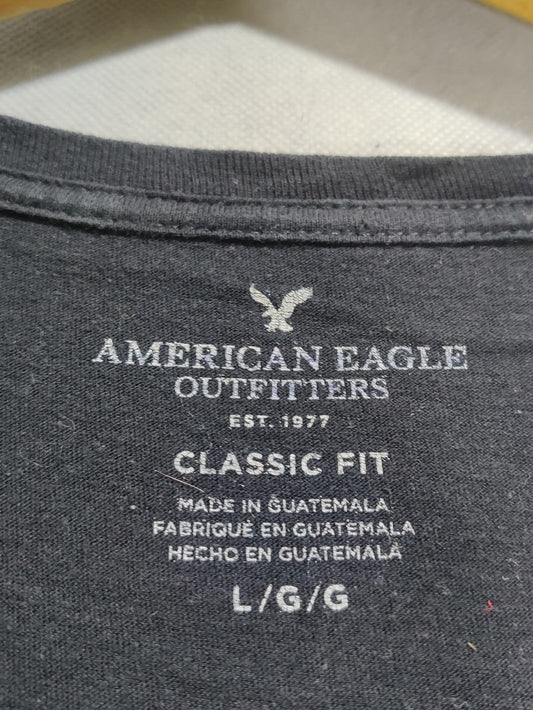 AMERICAN EAGLE
OUTFITTERS
EST. 1977
CLASSIC FIT
MADE IN GUATEMALA
FABRIQUÉ EN GUATEMALA
HECHO EN GUATEMALA
L/G/G